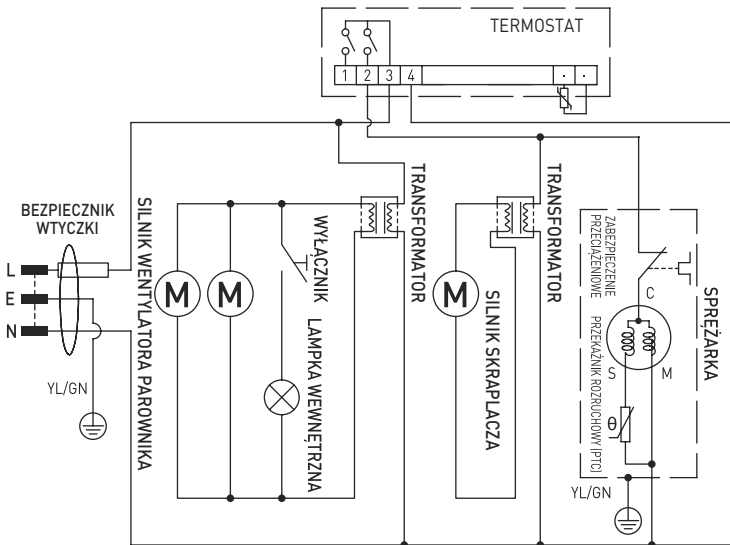 TERMOSTAT
1 2 3 4 · ·
BEZPIECZNIK
WTYCZKI
L
E
N
YL/GN
SILNIK WENTYLATORA PAROWNIKA
M
M
WYŁĄCZNIK
LAMPKA WEWNĘTRZNA
TRANSFORMATOR
M
SILNIK SKRAPLACZA
TRANSFORMATOR
ZABEZPIECZENIE
PRZECIĄŻENIOWE
C
SPRĘŻARKA
S
M
PRZEKAŹNIK ROZRUCHOWY (PTC)
θ
YL/GN